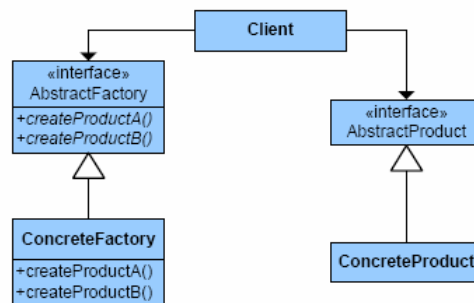 Client
«interface»
AbstractFactory
+createProductA()
+createProductB()
«interface»
AbstractProduct
ConcreteFactory
+createProductA()
+createProductB()
ConcreteProduct